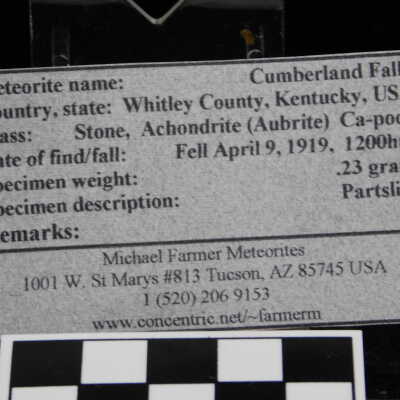 eteorite name: Cumberland Fall
ountry, state: Whitley County, Kentucky, US
ass: Stone, Achondrite (Aubrite) Ca-poo
ate of find/fall: Fell April 9, 1919, 1200h
pecimen weight: .23 gra
pecimen description: Partsli
emarks:
Michael Farmer Meteorites
1001 W. St Marys #813 Tucson, AZ 85745 USA
1 (520) 206 9153
www.concentric.net/~farmerm